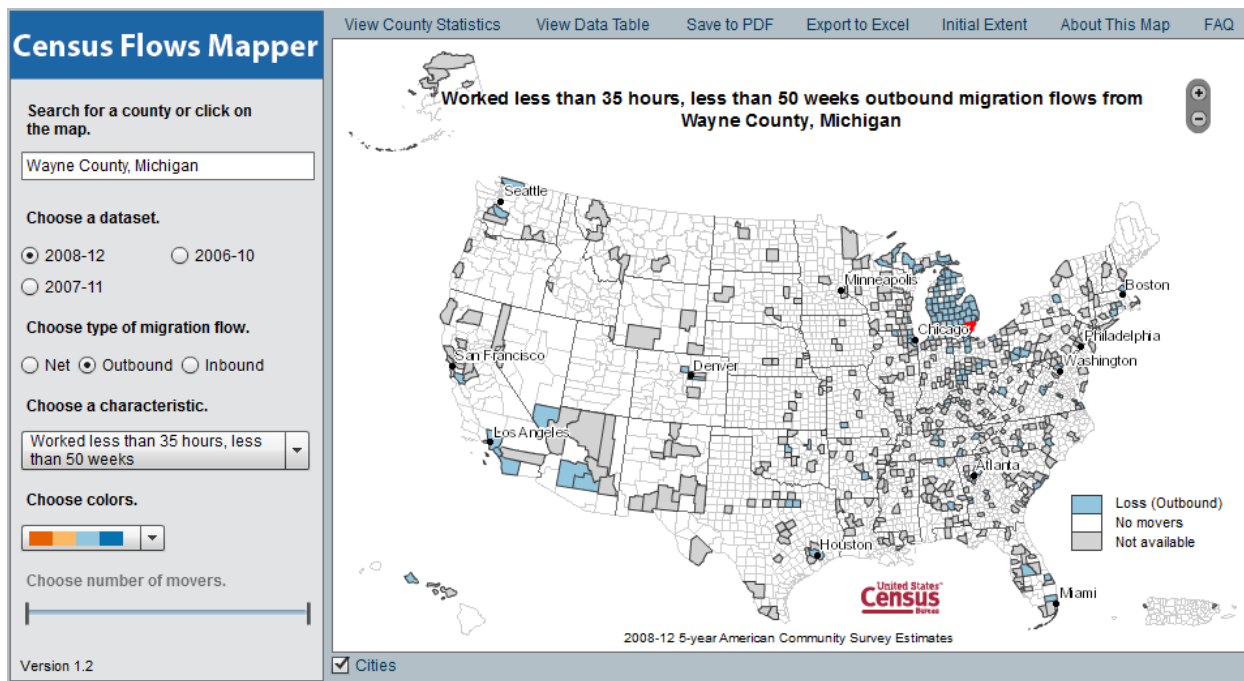 View County Statistics
View Data Table
Save to PDF
Export to Excel
Initial Extent
About This Map
FAQ
Census Flows Mapper
Search for a county or click on
the map.
Wayne County, Michigan
Choose a dataset.
2008-12
2006-10
2007-11
Choose type of migration flow.
Net
Outbound
Inbound
Choose a characteristic.
Worked less than 35 hours, less
than 50 weeks
Choose colors.
Choose number of movers.
Version 1.2
Worked less than 35 hours, less than 50 weeks outbound migration flows from
Wayne County, Michigan
+
−
Seattle
Minneapolis
Boston
Chicago
Philadelphia
San Francisco
Washington
Denver
Los Angeles
Atlanta
Houston
Miami
Loss (Outbound)
No movers
Not available
United States™
Census
Bureau
2008-12 5-year American Community Survey Estimates
Cities